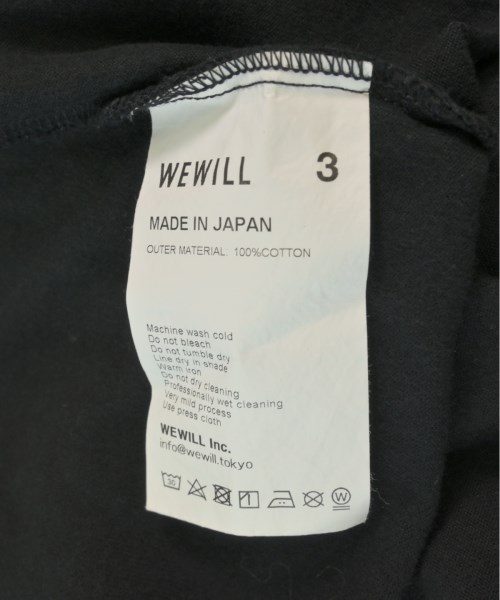 WEWILL 3
MADE IN JAPAN
OUTER MATERIAL 100%COTTON
Machine wash cold
Do not bleach
Do not tumble dry
Line dry in shade
Warm iron
Do not dry cleaning
Professionally wet cleaning
Very mild process
Use press cloth
WEWILL Inc.
info@wewill.tokyo
30 W